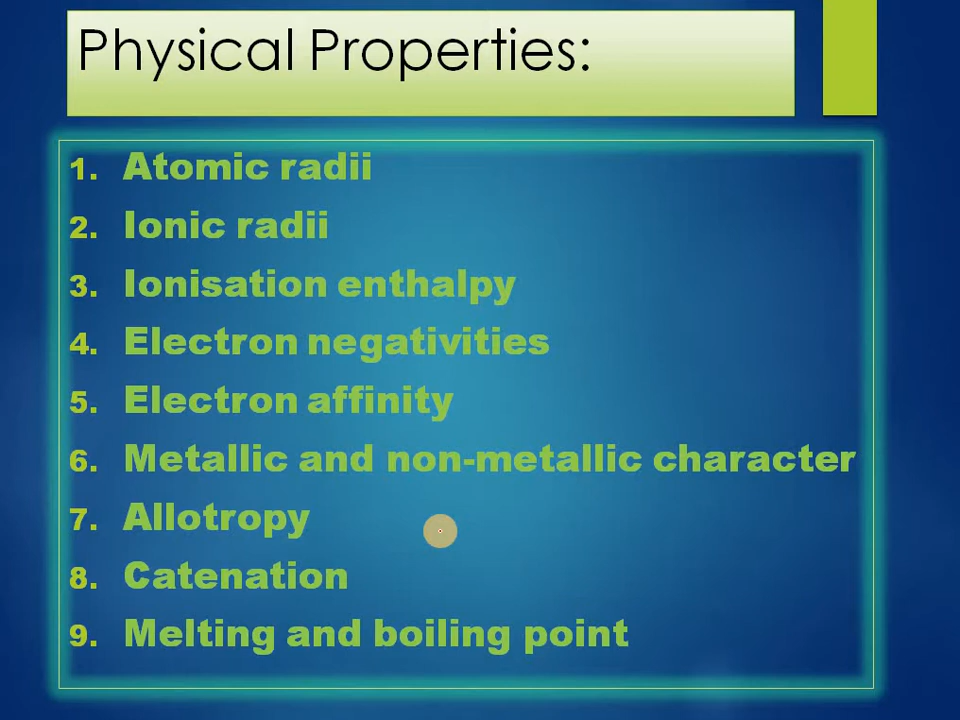 Physical Properties:
1. Atomic radii
2. Ionic radii
3. Ionisation enthalpy
4. Electron negativities
5. Electron affinity
6. Metallic and non-metallic character
7. Allotropy
8. Catenation
9. Melting and boiling point